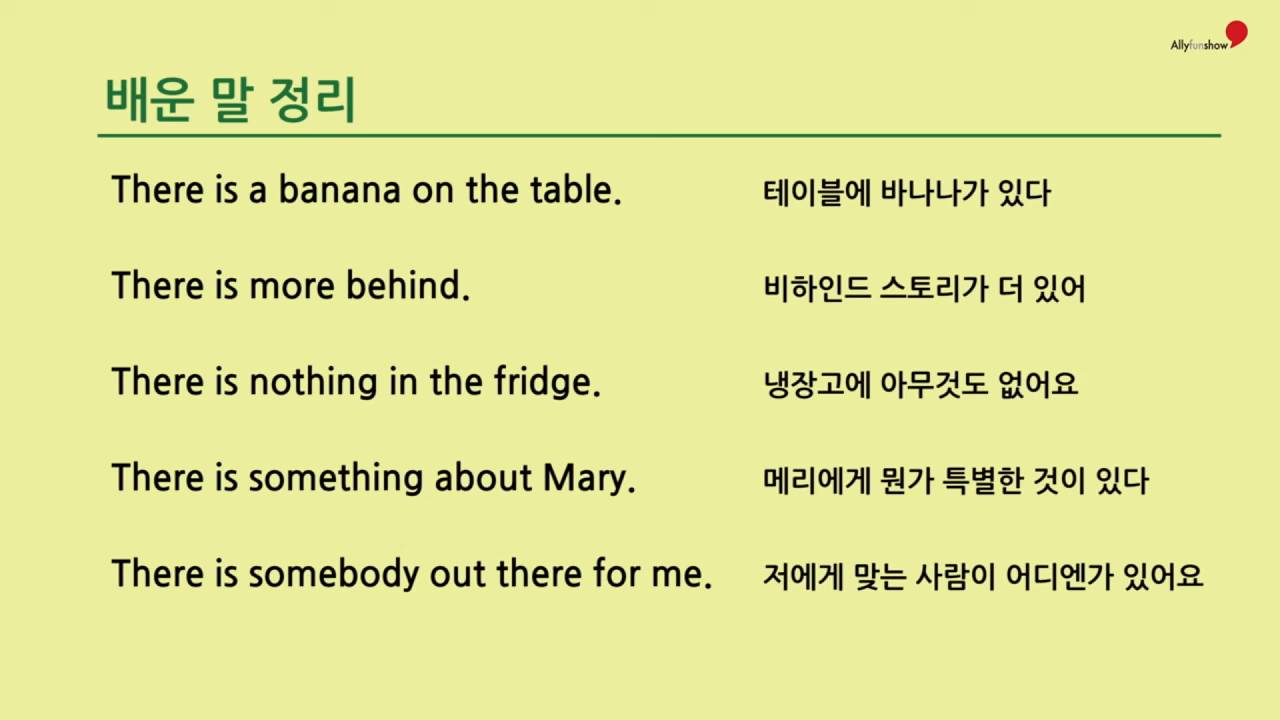 Allyfunshow
배운 말 정리
There is a banana on the table. 테이블에 바나나가 있다
There is more behind. 비하인드 스토리가 더 있어
There is nothing in the fridge. 냉장고에 아무것도 없어요
There is something about Mary. 메리에게 뭔가 특별한 것이 있다
There is somebody out there for me. 저에게 맞는 사람이 어디엔가 있어요